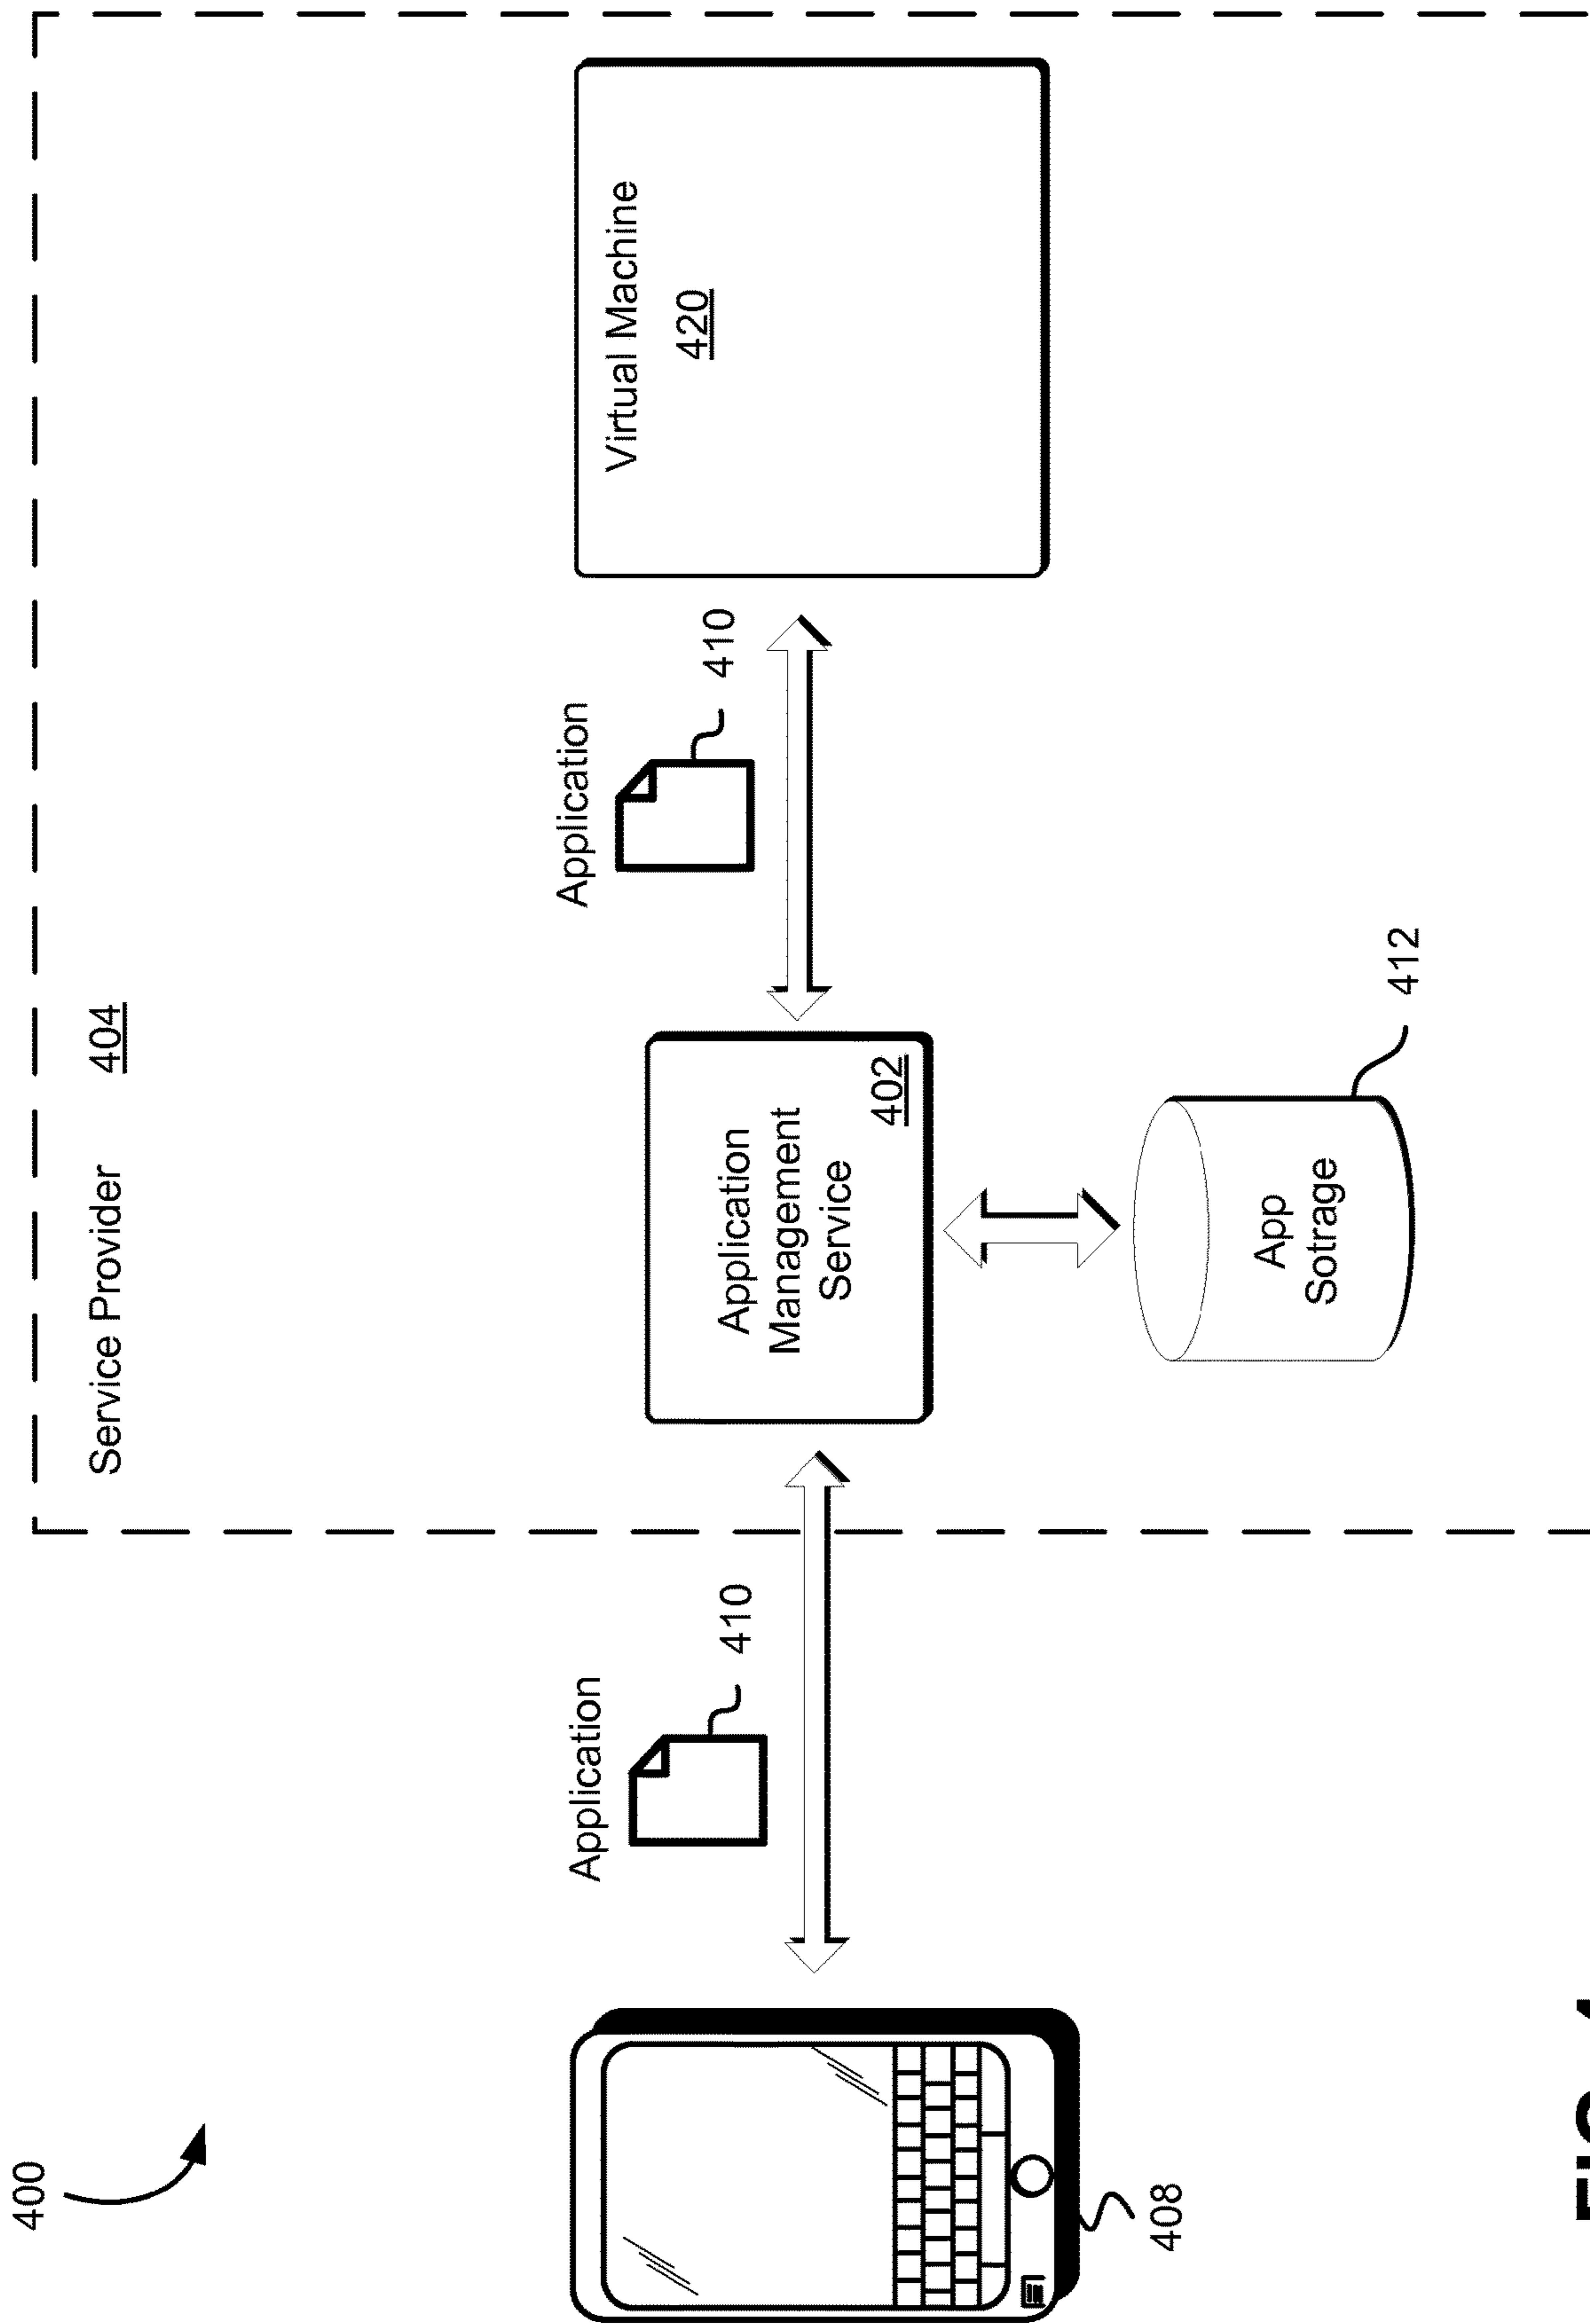 400
Service Provider 404
Application
410
Application
410
Virtual Machine
420
Application
Management
Service
402
App
Sotrage
412
408